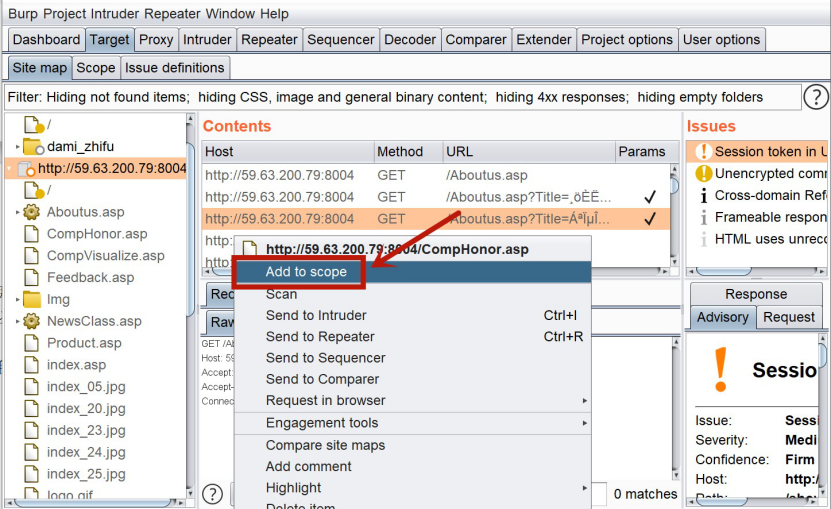 Burp Project Intruder Repeater Window Help
Dashboard Target Proxy Intruder Repeater Sequencer Decoder Comparer Extender Project options User options
Site map Scope Issue definitions
Filter: Hiding not found items; hiding CSS, image and general binary content; hiding 4xx responses; hiding empty folders ?
/
dami_zhifu
http://59.63.200.79:8004
/
Aboutus.asp
CompHonor.asp
CompVisualize.asp
Feedback.asp
Img
NewsClass.asp
Product.asp
index.asp
index_05.jpg
index_20.jpg
index_23.jpg
index_24.jpg
index_25.jpg
logo.gif
Contents
Host Method URL Params
http://59.63.200.79:8004 GET /Aboutus.asp
http://59.63.200.79:8004 GET /Aboutus.asp?Title=¸öÈË... ✓
http://59.63.200.79:8004 GET /Aboutus.asp?Title=ÁªÏµÎ... ✓
http:
http:
http://59.63.200.79:8004/CompHonor.asp
Add to scope
Scan
Send to Intruder Ctrl+I
Send to Repeater Ctrl+R
Send to Sequencer
Send to Comparer
Request in browser
Engagement tools
Compare site maps
Add comment
Highlight
Delete item
Rec
Raw
GET /Ab
Host: 59
Accept:
Accept-
Connec
? 0 matches
Issues
Session token in U
Unencrypted comm
Cross-domain Ref
Frameable respon
HTML uses unreco
Response
Advisory Request
Sessio
Issue: Sessi
Severity: Medi
Confidence: Firm
Host: http:/
Path: